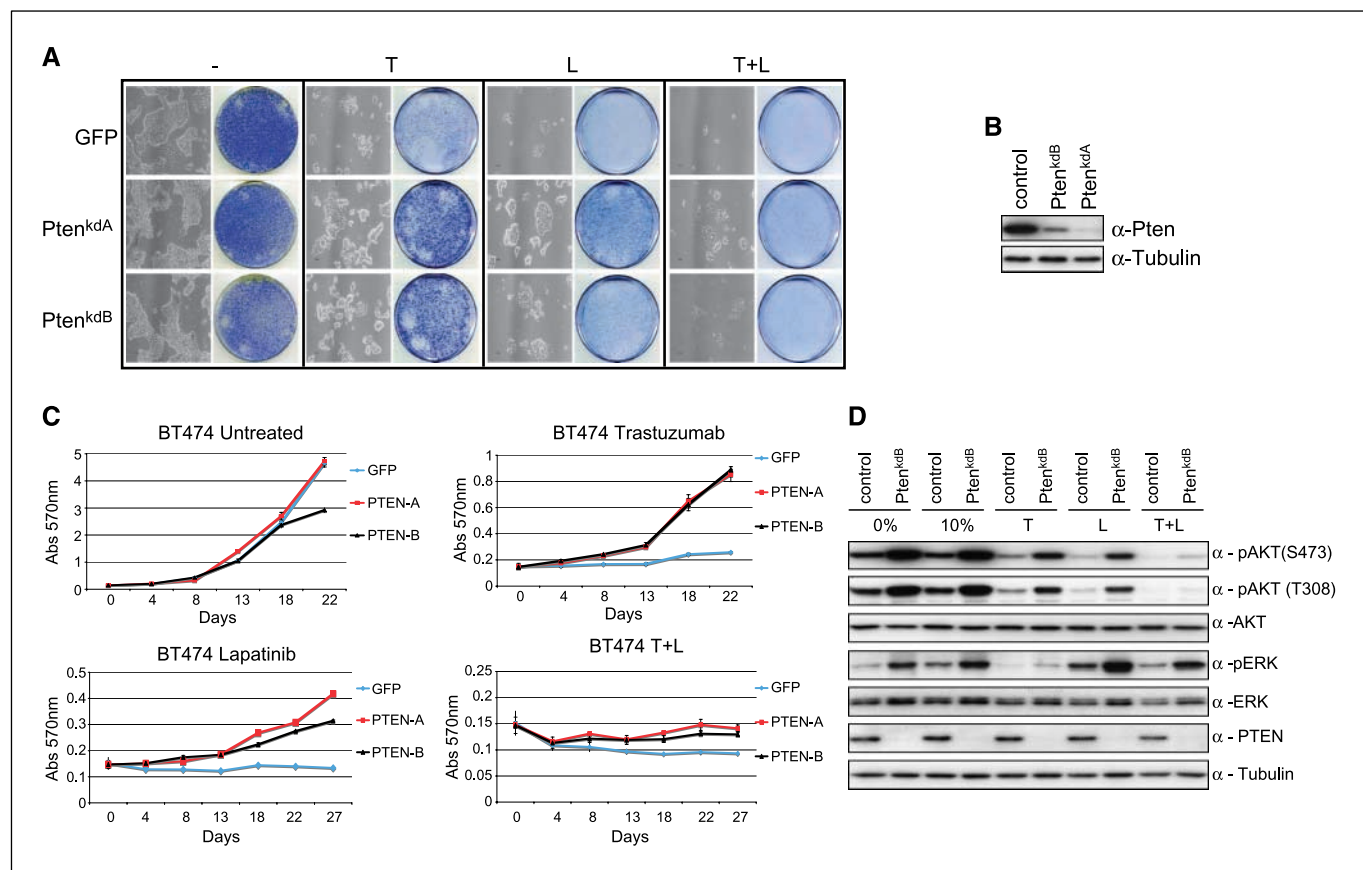 A
- T L T+L
GFP
Pten^kdA
Pten^kdB
B
control
Pten^kdB
Pten^kdA
α-Pten
α-Tubulin
C
BT474 Untreated
Abs 570nm
5
4
3
2
1
0
0 4 8 13 18 22
Days
GFP
PTEN-A
PTEN-B
BT474 Trastuzumab
Abs 570nm
1
0.8
0.6
0.4
0.2
0
0 4 8 13 18 22
Days
GFP
PTEN-A
PTEN-B
BT474 Lapatinib
Abs 570nm
0.5
0.4
0.3
0.2
0.1
0
0 4 8 13 18 22 27
Days
GFP
PTEN-A
PTEN-B
BT474 T+L
Abs 570nm
0.25
0.2
0.15
0.1
0.05
0
0 4 8 13 18 22 27
Days
GFP
PTEN-A
PTEN-B
D
control Pten^kdB control Pten^kdB control Pten^kdB control Pten^kdB control Pten^kdB
0% 10% T L T+L
α - pAKT(S473)
α - pAKT (T308)
α -AKT
α -pERK
α -ERK
α - PTEN
α - Tubulin